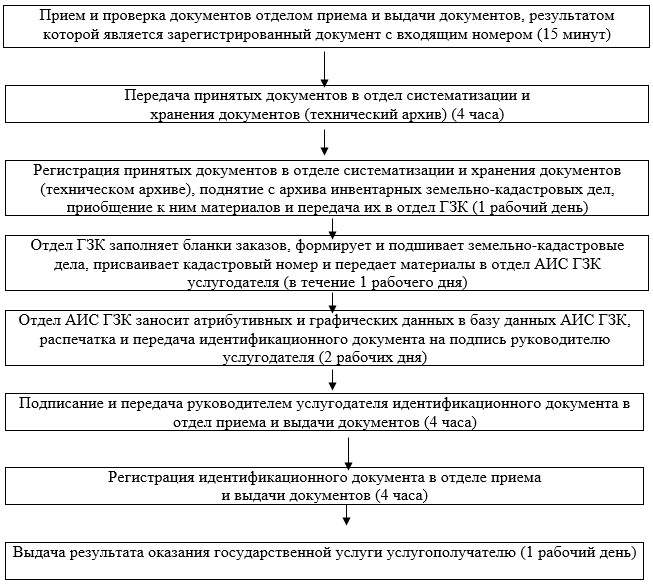 Прием и проверка документов отделом приема и выдачи документов, результатом
которой является зарегистрированный документ с входящим номером (15 минут)
Передача принятых документов в отдел систематизации и
хранения документов (технический архив) (4 часа)
Регистрация принятых документов в отделе систематизации и хранения документов
(техническом архиве), поднятие с архива инвентарных земельно-кадастровых дел,
приобщение к ним материалов и передача их в отдел ГЗК (1 рабочий день)
Отдел ГЗК заполняет бланки заказов, формирует и подшивает земельно-кадастровые
дела, присваивает кадастровый номер и передает материалы в отдел АИС ГЗК
услугодателя (в течение 1 рабочего дня)
Отдел АИС ГЗК заносит атрибутивных и графических данных в базу данных АИС ГЗК,
распечатка и передача идентификационного документа на подпись руководителю
услугодателя (2 рабочих дня)
Подписание и передача руководителем услугодателя идентификационного документа в
отдел приема и выдачи документов (4 часа)
Регистрация идентификационного документа в отделе приема
и выдачи документов (4 часа)
Выдача результата оказания государственной услуги услугополучателю (1 рабочий день)